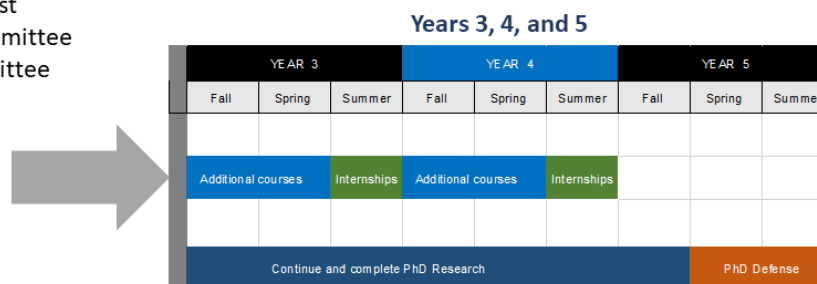 st
mmittee
ittee
Years 3, 4, and 5
YEAR 3 YEAR 4 YEAR 5
Fall Spring Summer Fall Spring Summer Fall Spring Summe
Additional courses Internships Additional courses Internships
Continue and complete PhD Research PhD Defense